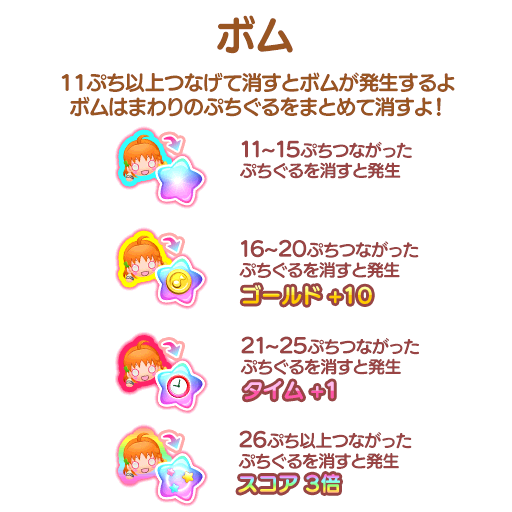 ボム
11ぷち以上つなげて消すとボムが発生するよ
ボムはまわりのぷちぐるをまとめて消すよ！
11~15ぷちつながった
ぷちぐるを消すと発生
16~20ぷちつながった
ぷちぐるを消すと発生
ゴールド +10
21~25ぷちつながった
ぷちぐるを消すと発生
タイム +1
26ぷち以上つながった
ぷちぐるを消すと発生
スコア 3倍